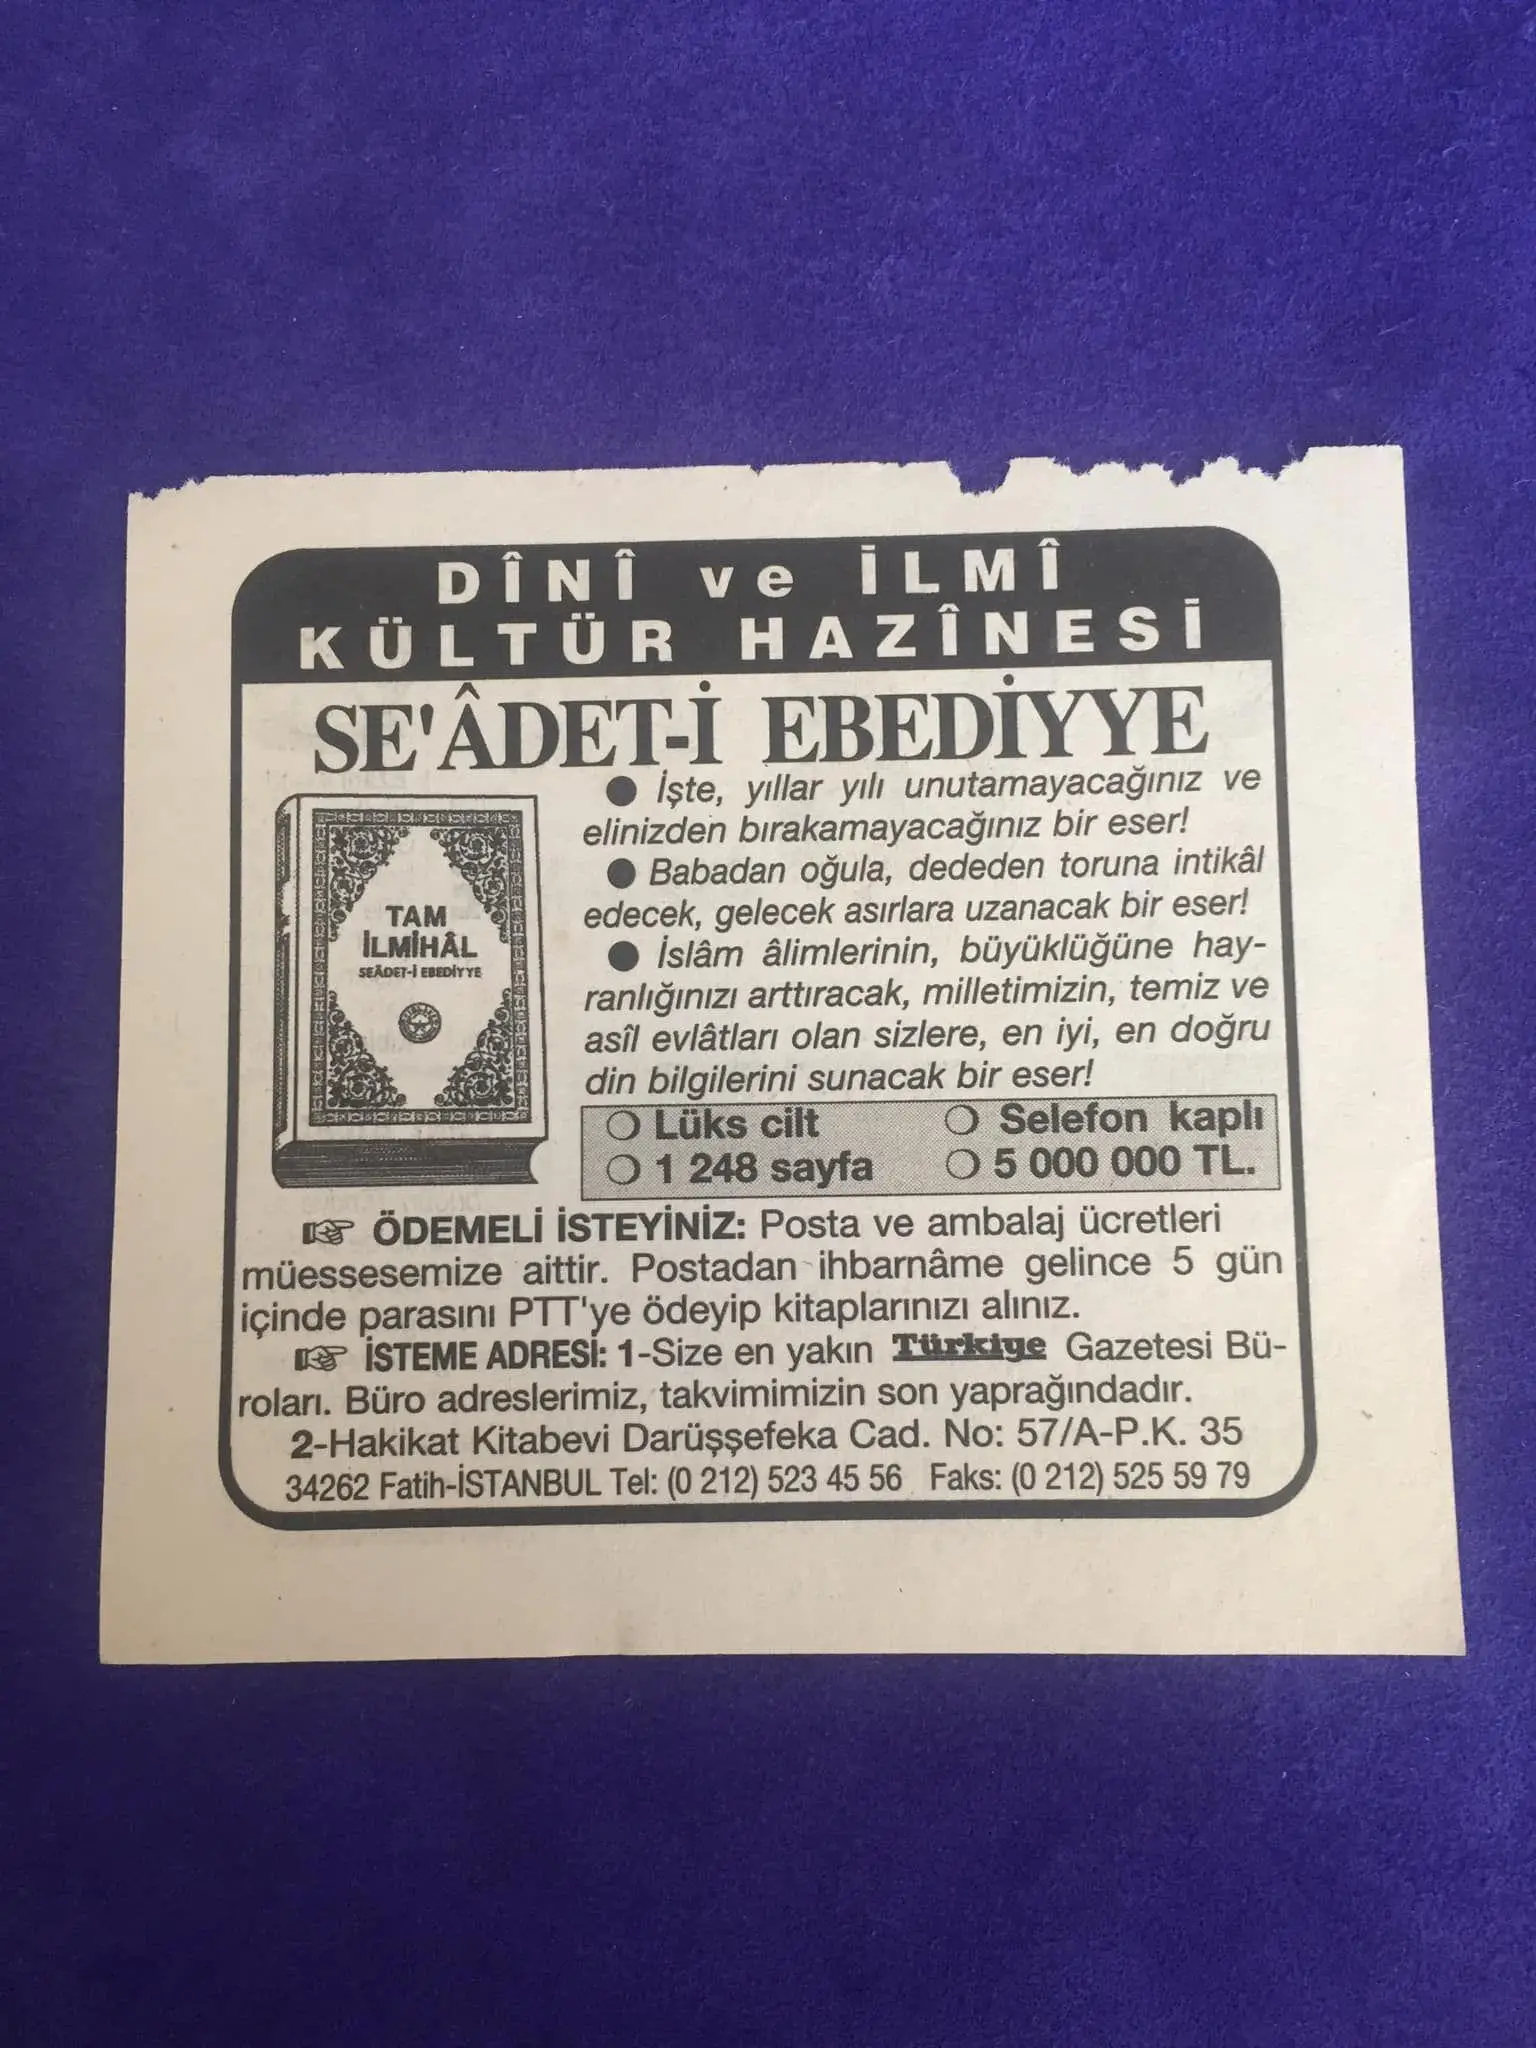 DÎNÎ ve İLMÎ
KÜLTÜR HAZÎNESİ
SE'ÂDET-İ EBEDİYYE
TAM
İLMİHÂL
SEÂDET-İ EBEDİYYE
● İşte, yıllar yılı unutamayacağınız ve
elinizden bırakamayacağınız bir eser!
● Babadan oğula, dededen toruna intikâl
edecek, gelecek asırlara uzanacak bir eser!
● İslâm âlimlerinin, büyüklüğüne hay-
ranlığınızı arttıracak, milletimizin, temiz ve
asîl evlâtları olan sizlere, en iyi, en doğru
din bilgilerini sunacak bir eser!
❍ Lüks cilt ❍ Selefon kaplı
❍ 1 248 sayfa ❍ 5 000 000 TL.
☞ ÖDEMELİ İSTEYİNİZ: Posta ve ambalaj ücretleri
müessesemize aittir. Postadan ihbarnâme gelince 5 gün
içinde parasını PTT'ye ödeyip kitaplarınızı alınız.
☞ İSTEME ADRESİ: 1-Size en yakın Türkiye Gazetesi Bü-
roları. Büro adreslerimiz, takvimimizin son yaprağındadır.
2-Hakikat Kitabevi Darüşşefeka Cad. No: 57/A-P.K. 35
34262 Fatih-İSTANBUL Tel: (0 212) 523 45 56 Faks: (0 212) 525 59 79